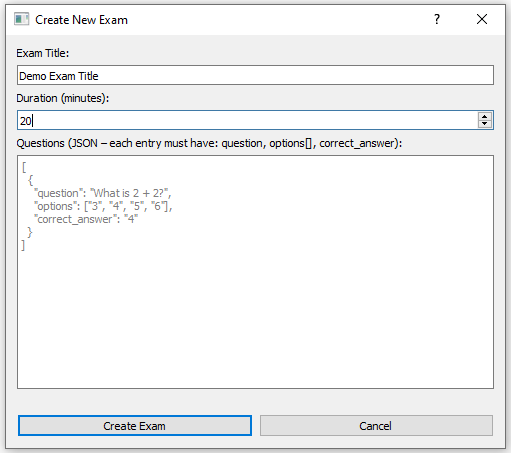 Create New Exam
Exam Title:
Demo Exam Title
Duration (minutes):
20
Questions (JSON – each entry must have: question, options[], correct_answer):
[
  {
    "question": "What is 2 + 2?",
    "options": ["3", "4", "5", "6"],
    "correct_answer": "4"
  }
]
Create Exam
Cancel